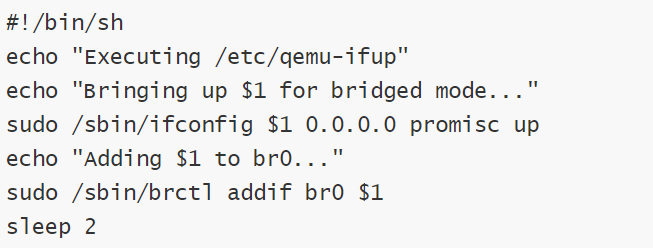 #!/bin/sh
echo "Executing /etc/qemu-ifup"
echo "Bringing up $1 for bridged mode..."
sudo /sbin/ifconfig $1 0.0.0.0 promisc up
echo "Adding $1 to br0..."
sudo /sbin/brctl addif br0 $1
sleep 2